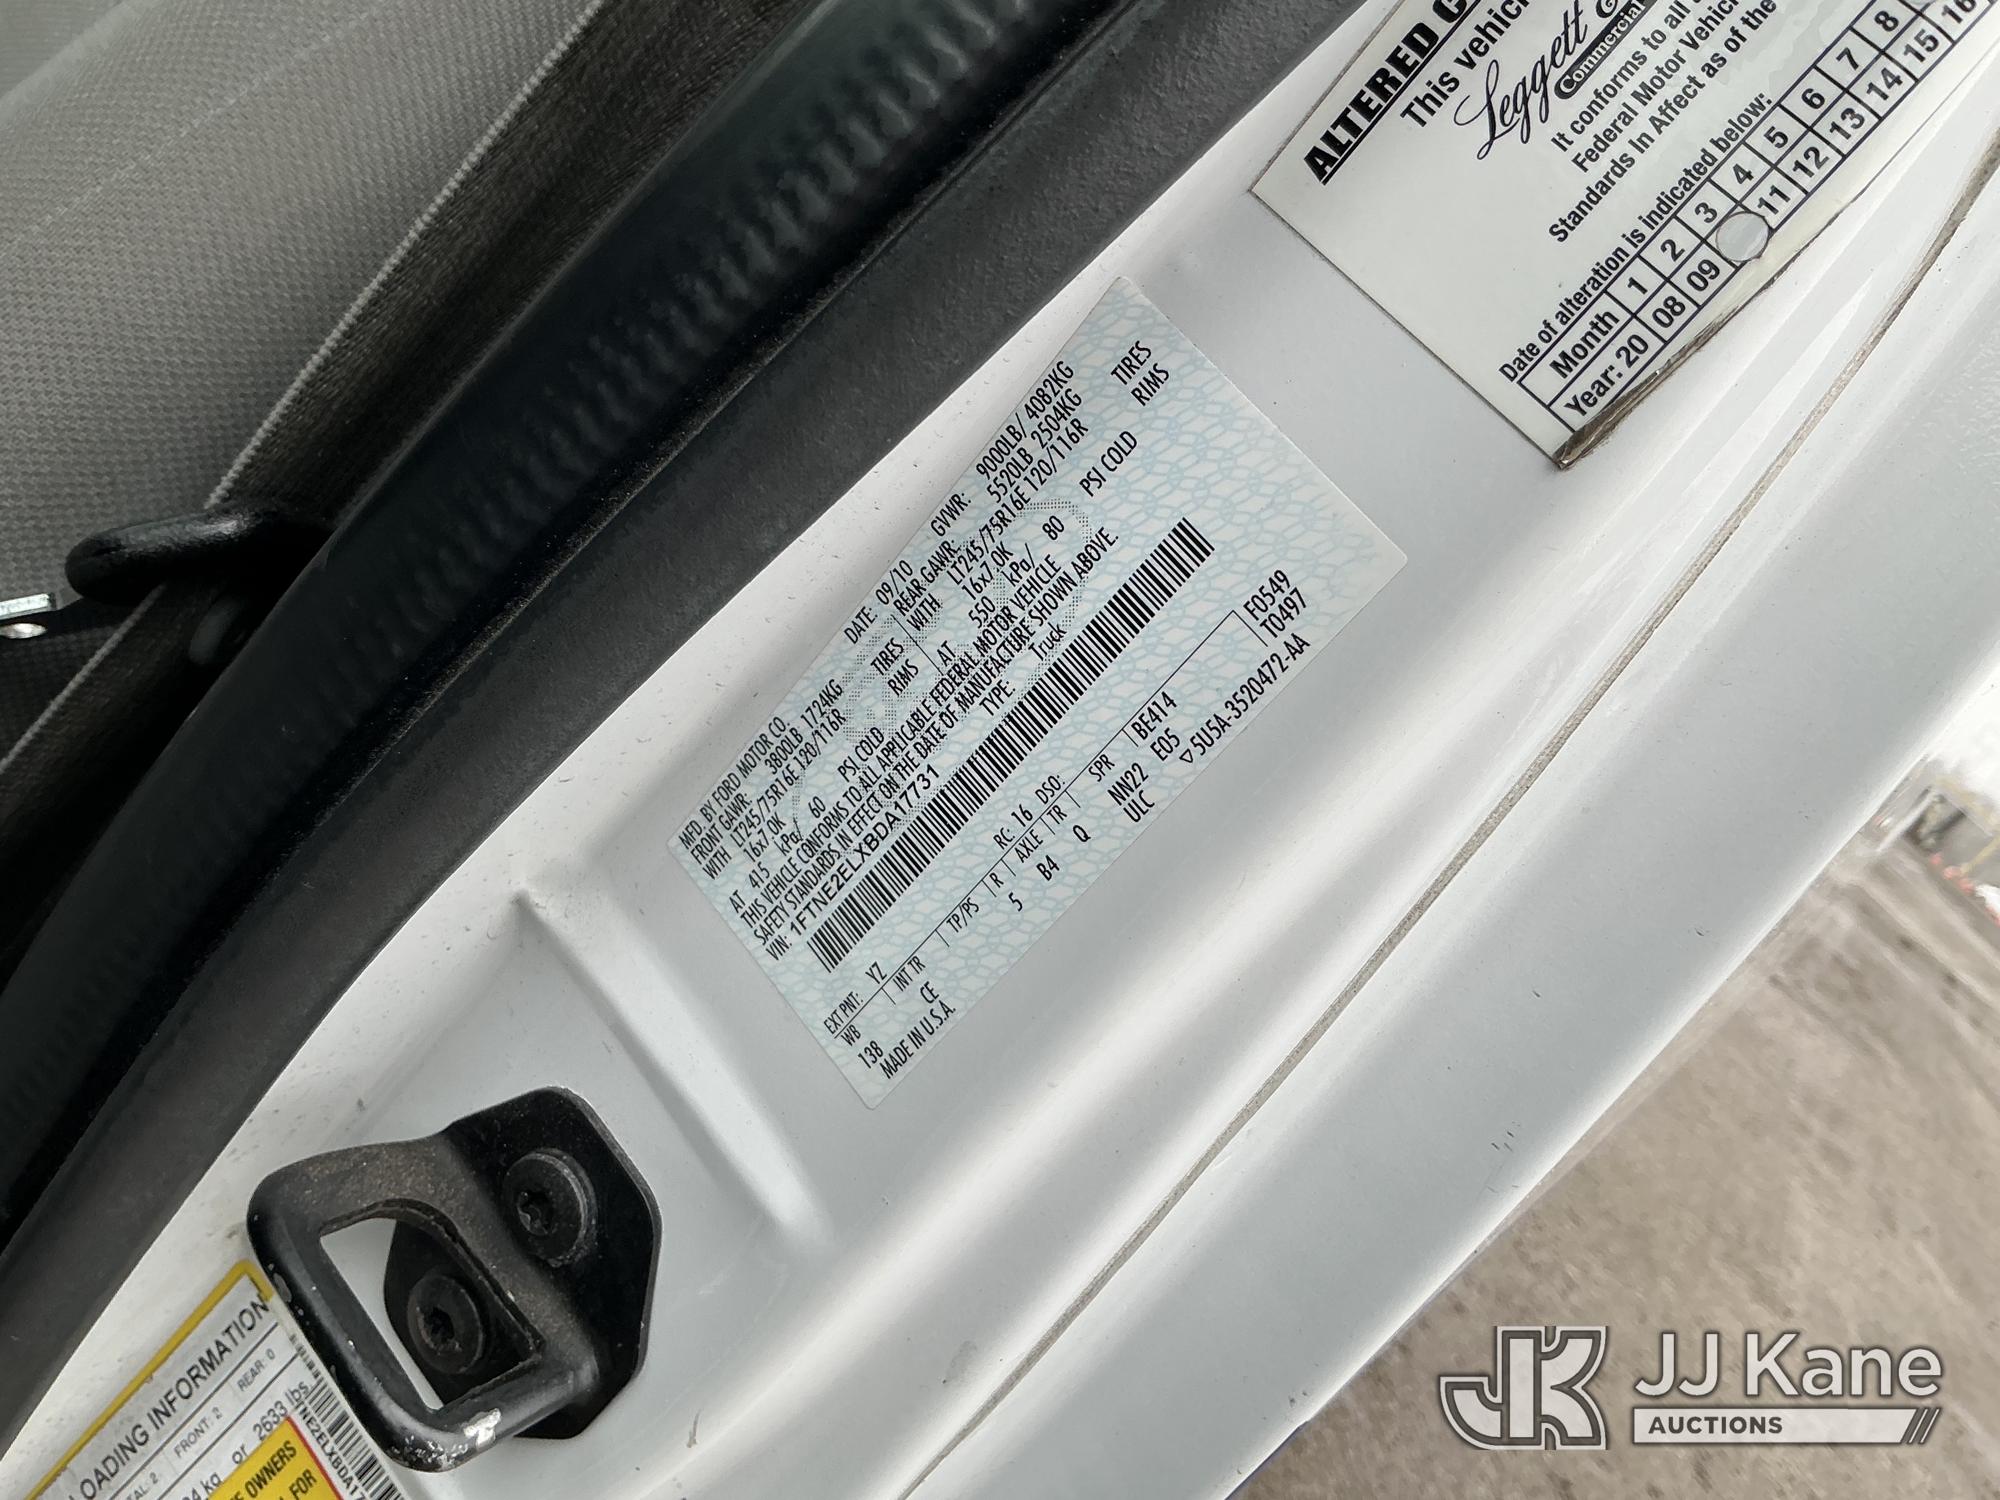 ALTERED
This vehicle
Leggett &
Commercial
It conforms to all
Federal Motor Vehicle
Standards In Affect as of the
Date of alteration is indicated below:
Month 1 2 3 4 5 6 7 8
Year: 20 08 09 11 12 13 14 15 16
MFD. BY FORD MOTOR CO.
DATE: 09/10 GVWR: 9000LB/ 4082KG
FRONT GAWR: 3800LB 1724KG REAR GAWR: 5520LB 2504KG
WITH LT245/75R16E 120/116R TIRES WITH LT245/75R16E 120/116R TIRES
16x7.0K RIMS 16x7.0K RIMS
AT 415 kPa/ 60 PSI COLD AT 550 kPa/ 80 PSI COLD
THIS VEHICLE CONFORMS TO ALL APPLICABLE FEDERAL MOTOR VEHICLE
SAFETY STANDARDS IN EFFECT ON THE DATE OF MANUFACTURE SHOWN ABOVE.
VIN: 1FTNE2ELXBDA17731 TYPE: Truck
EXT PNT: YZ RC: 16 DSO: F0549
WB INT TR TP/PS R AXLE TR SPR BE414 T0497
138 CE 5 B4 Q NN22 E05
MADE IN U.S.A. ULC ▽5U5A-3520472-AA
LOADING INFORMATION
FRONT: 2 REAR: 0
kg or 2633 lbs
OWNERS
FOR
NE2ELXBDA17
JK JJ Kane
AUCTIONS